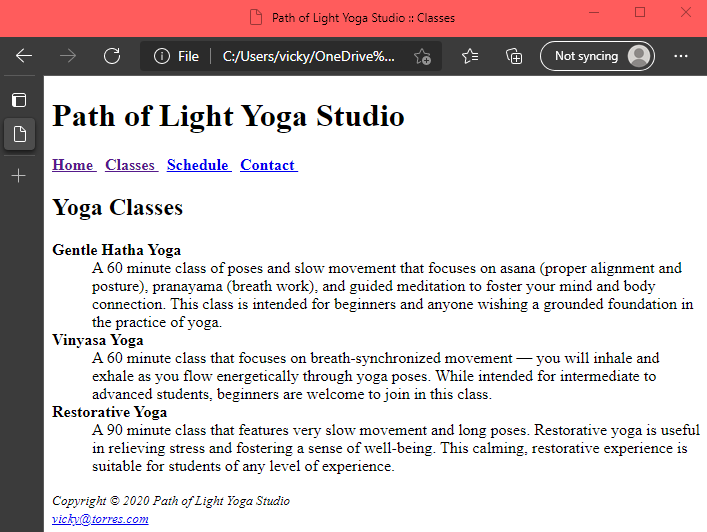 Path of Light Yoga Studio :: Classes
File C:/Users/vicky/OneDrive%... Not syncing
Path of Light Yoga Studio
Home Classes Schedule Contact
Yoga Classes
Gentle Hatha Yoga
A 60 minute class of poses and slow movement that focuses on asana (proper alignment and
posture), pranayama (breath work), and guided meditation to foster your mind and body
connection. This class is intended for beginners and anyone wishing a grounded foundation in
the practice of yoga.
Vinyasa Yoga
A 60 minute class that focuses on breath-synchronized movement — you will inhale and
exhale as you flow energetically through yoga poses. While intended for intermediate to
advanced students, beginners are welcome to join in this class.
Restorative Yoga
A 90 minute class that features very slow movement and long poses. Restorative yoga is useful
in relieving stress and fostering a sense of well-being. This calming, restorative experience is
suitable for students of any level of experience.
Copyright © 2020 Path of Light Yoga Studio
vicky@torres.com